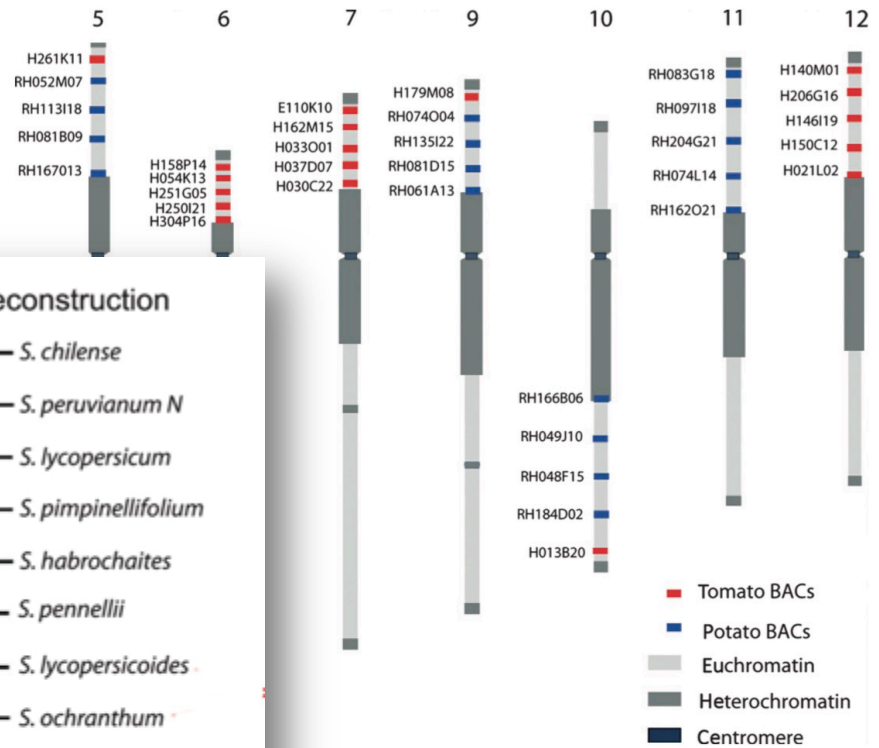 5
6
7
9
10
11
12
H261K11
RH052M07
RH113I18
RH081B09
RH167013
H158P14
H054K13
H251G05
H250I21
H304P16
E110K10
H162M15
H033O01
H037D07
H030C22
H179M08
RH074O04
RH135I22
RH081D15
RH061A13
RH166B06
RH049J10
RH048F15
RH184D02
H013B20
RH083G18
RH097I18
RH204G21
RH074L14
RH162O21
H140M01
H206G16
H146I19
H150C12
H021L02
econstruction
S. chilense
S. peruvianum N
S. lycopersicum
S. pimpinellifolium
S. habrochaites
S. pennellii
S. lycopersicoides
S. ochranthum
Tomato BACs
Potato BACs
Euchromatin
Heterochromatin
Centromere